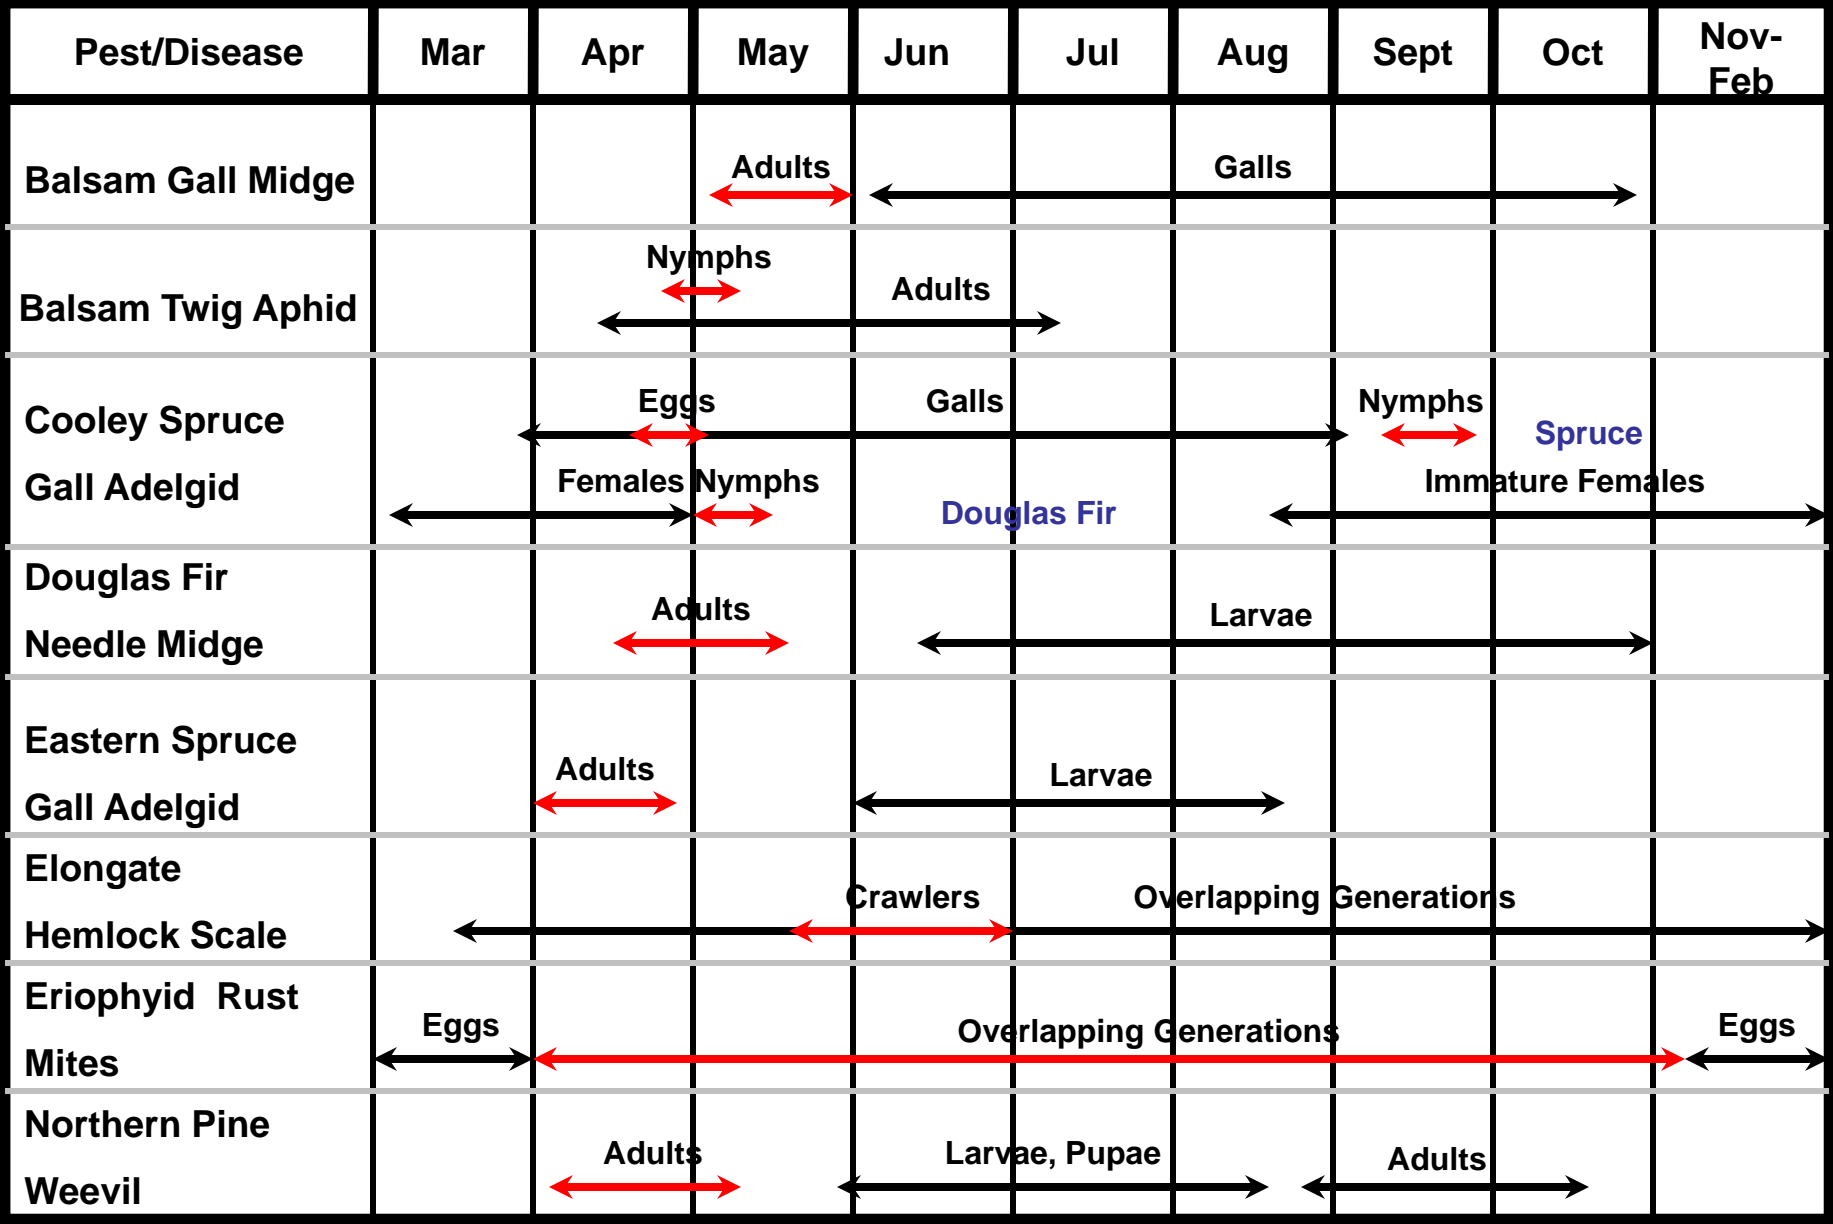 Pest/Disease Mar Apr May Jun Jul Aug Sept Oct Nov-
Feb
Adults Galls
Balsam Gall Midge
Nymphs
Adults
Balsam Twig Aphid
Eggs Galls Nymphs
Cooley Spruce
Spruce
Females Nymphs Immature Females
Gall Adelgid
Douglas Fir
Douglas Fir
Adults Larvae
Needle Midge
Eastern Spruce
Adults Larvae
Gall Adelgid
Elongate
Crawlers Overlapping Generations
Hemlock Scale
Eriophyid Rust
Eggs Overlapping Generations Eggs
Mites
Northern Pine
Adults Larvae, Pupae Adults
Weevil